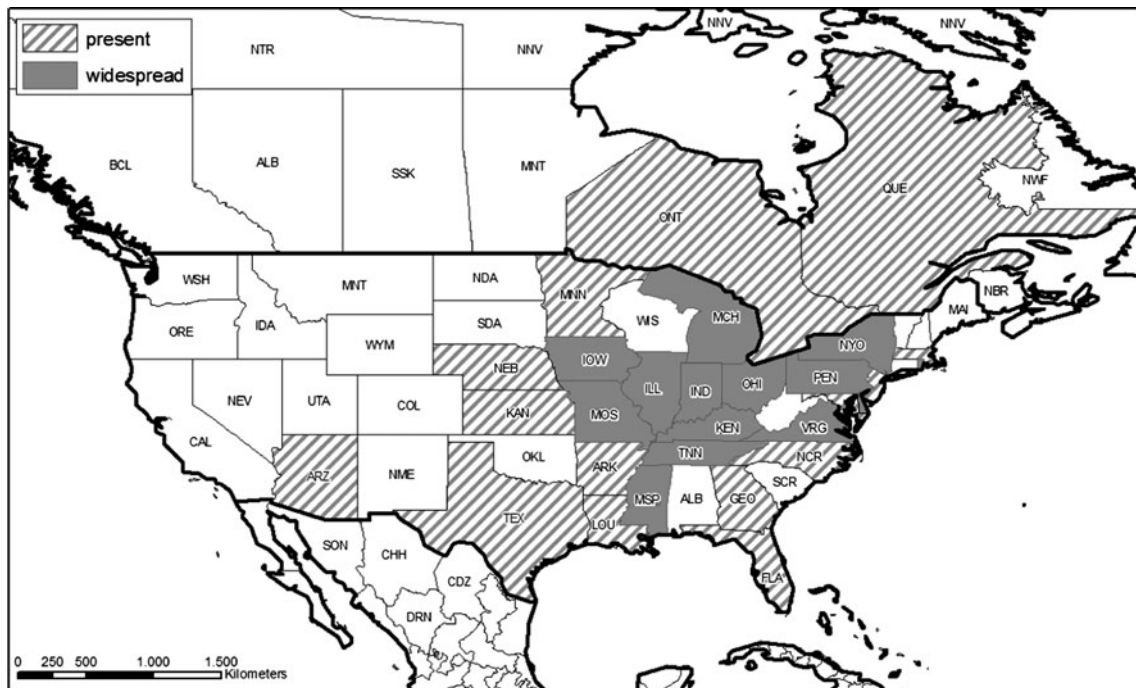 present
widespread
NNV
NNV
NTR
NNV
BCL
ALB
SSK
MNT
ONT
QUE
NWF
WSH
MNT
NDA
MNN
NBR
MAI
ORE
IDA
SDA
WIS
MCH
WYM
NYO
NEB
IOW
PEN
NEV
UTA
COL
ILL
IND
OHI
KAN
MOS
KEN
VRG
CAL
TNN
NCR
OKL
ARK
ARZ
NME
SCR
MSP
ALB
GEO
TEX
LOU
SON
CHH
CDZ
FLA
DRN
0 250 500 1.000 1.500
Kilometers